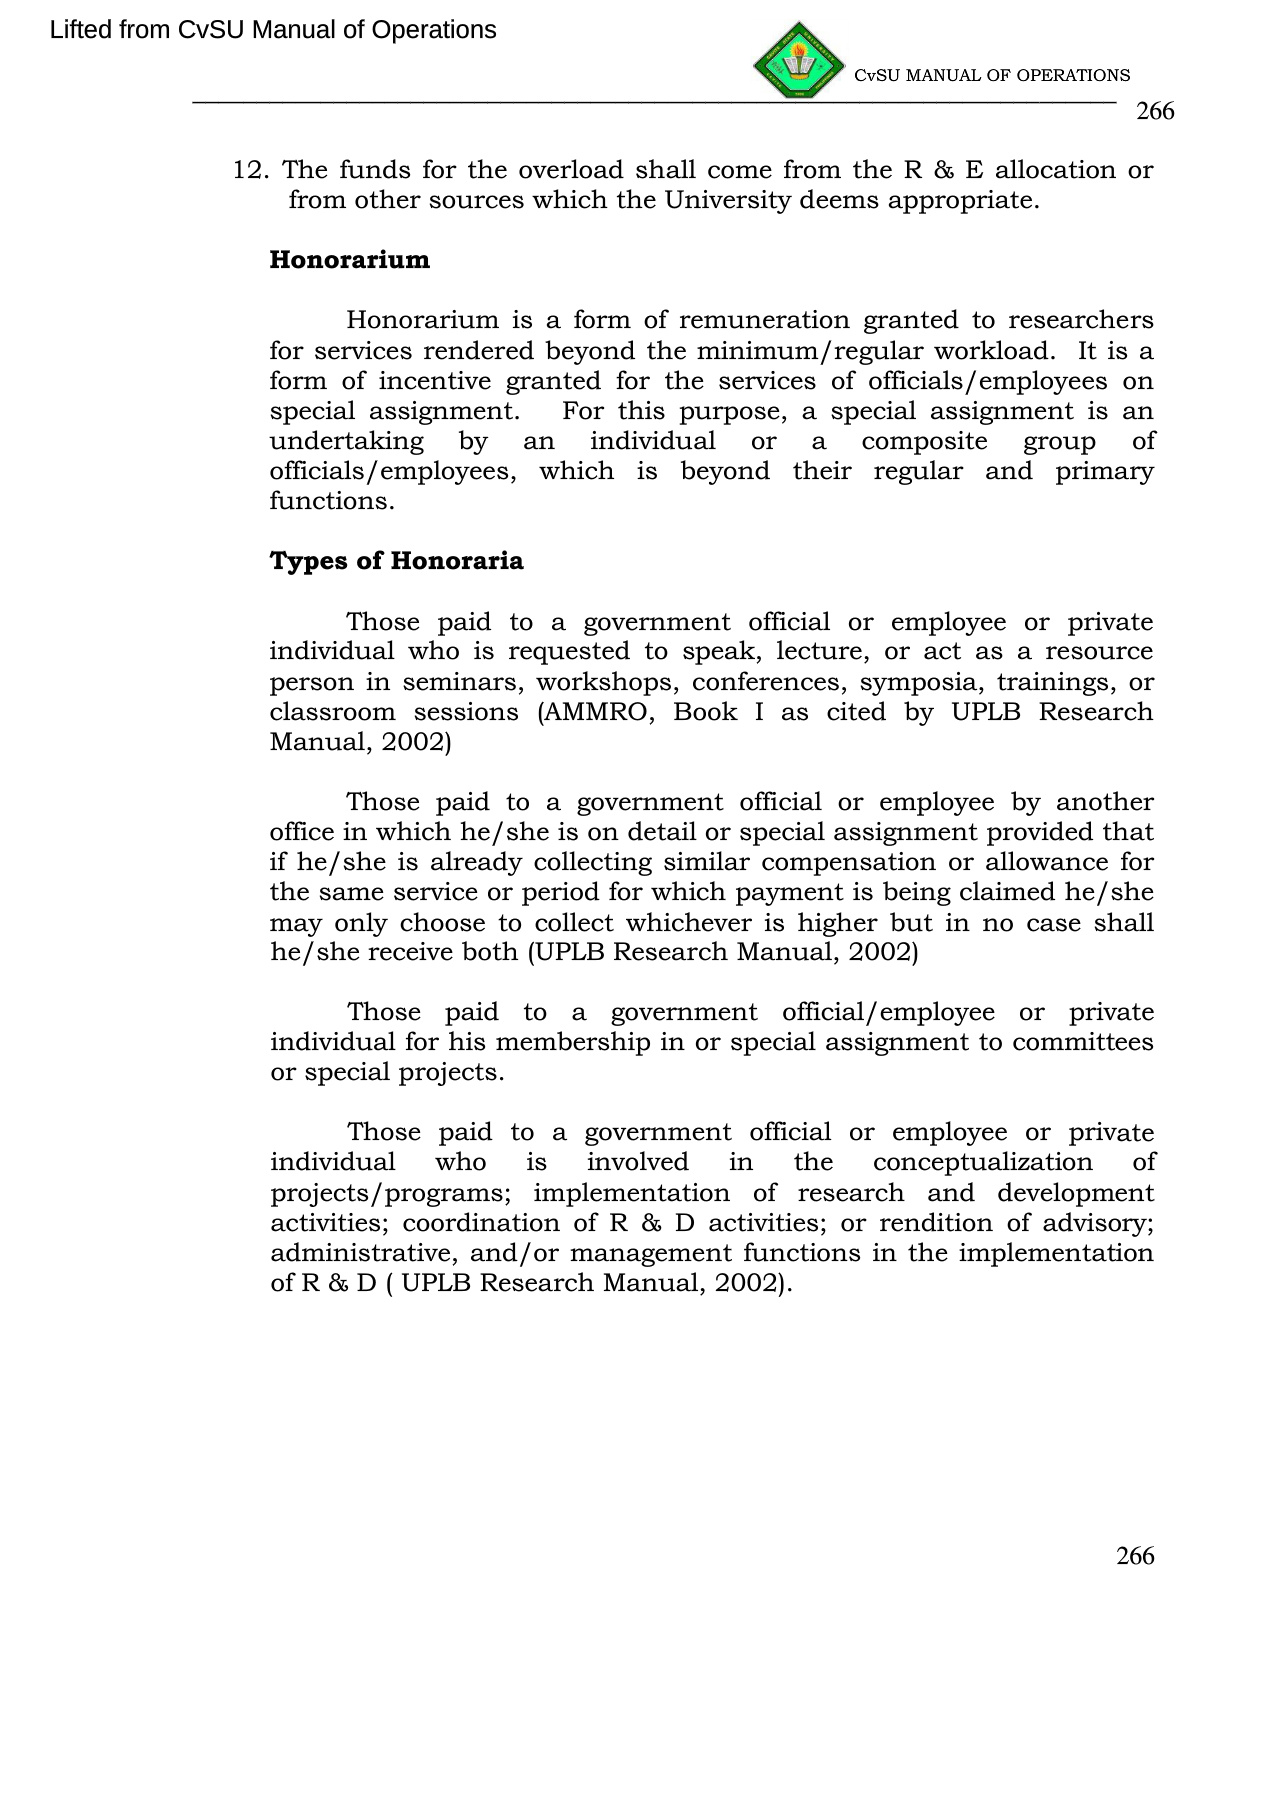 Lifted from CvSU Manual of Operations
CvSU MANUAL OF OPERATIONS
266
12. The funds for the overload shall come from the R & E allocation or
from other sources which the University deems appropriate.
Honorarium
Honorarium is a form of remuneration granted to researchers
for services rendered beyond the minimum/regular workload. It is a
form of incentive granted for the services of officials/employees on
special assignment. For this purpose, a special assignment is an
undertaking by an individual or a composite group of
officials/employees, which is beyond their regular and primary
functions.
Types of Honoraria
Those paid to a government official or employee or private
individual who is requested to speak, lecture, or act as a resource
person in seminars, workshops, conferences, symposia, trainings, or
classroom sessions (AMMRO, Book I as cited by UPLB Research
Manual, 2002)
Those paid to a government official or employee by another
office in which he/she is on detail or special assignment provided that
if he/she is already collecting similar compensation or allowance for
the same service or period for which payment is being claimed he/she
may only choose to collect whichever is higher but in no case shall
he/she receive both (UPLB Research Manual, 2002)
Those paid to a government official/employee or private
individual for his membership in or special assignment to committees
or special projects.
Those paid to a government official or employee or private
individual who is involved in the conceptualization of
projects/programs; implementation of research and development
activities; coordination of R & D activities; or rendition of advisory;
administrative, and/or management functions in the implementation
of R & D ( UPLB Research Manual, 2002).
266